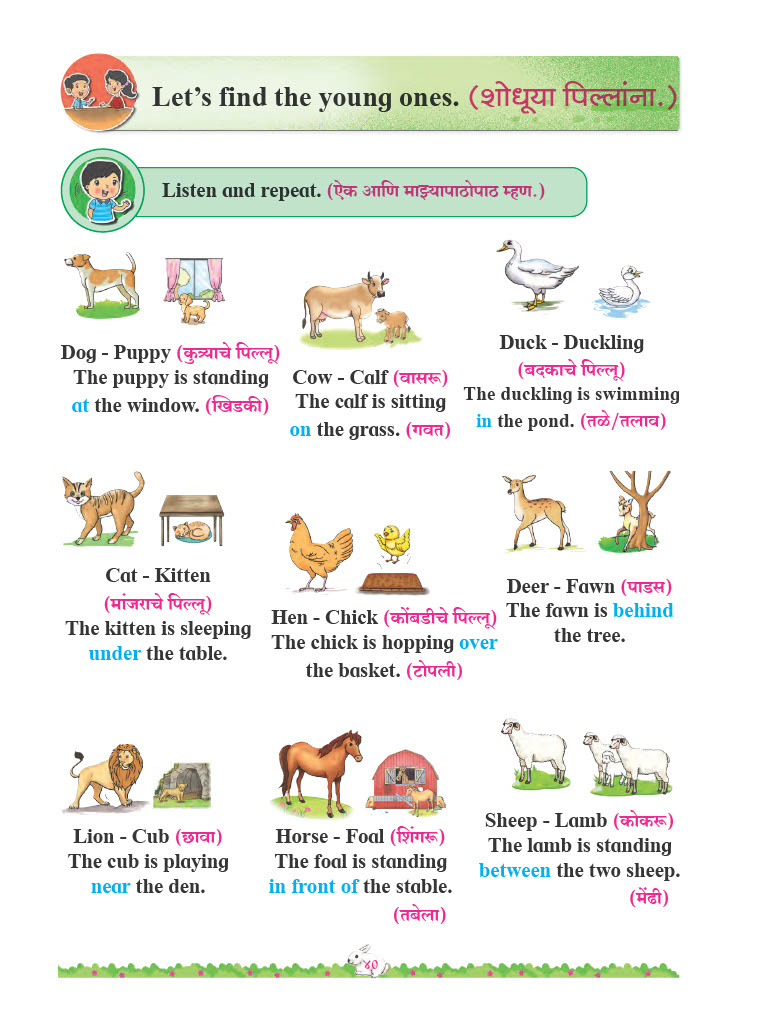 Let's find the young ones. (शोधूया पिल्लांना.)
Listen and repeat. (ऐक आणि माझ्यापाठोपाठ म्हण.)
Dog - Puppy (कुत्र्याचे पिल्लू)
The puppy is standing
at the window. (खिडकी)
Cow - Calf (वासरू)
The calf is sitting
on the grass. (गवत)
Duck - Duckling
(बदकाचे पिल्लू)
The duckling is swimming
in the pond. (तळे/तलाव)
Cat - Kitten
(मांजराचे पिल्लू)
The kitten is sleeping
under the table.
Hen - Chick (कोंबडीचे पिल्लू)
The chick is hopping over
the basket. (टोपली)
Deer - Fawn (पाडस)
The fawn is behind
the tree.
Lion - Cub (छावा)
The cub is playing
near the den.
Horse - Foal (शिंगरू)
The foal is standing
in front of the stable.
(तबेला)
Sheep - Lamb (कोकरू)
The lamb is standing
between the two sheep.
(मेंढी)
४०